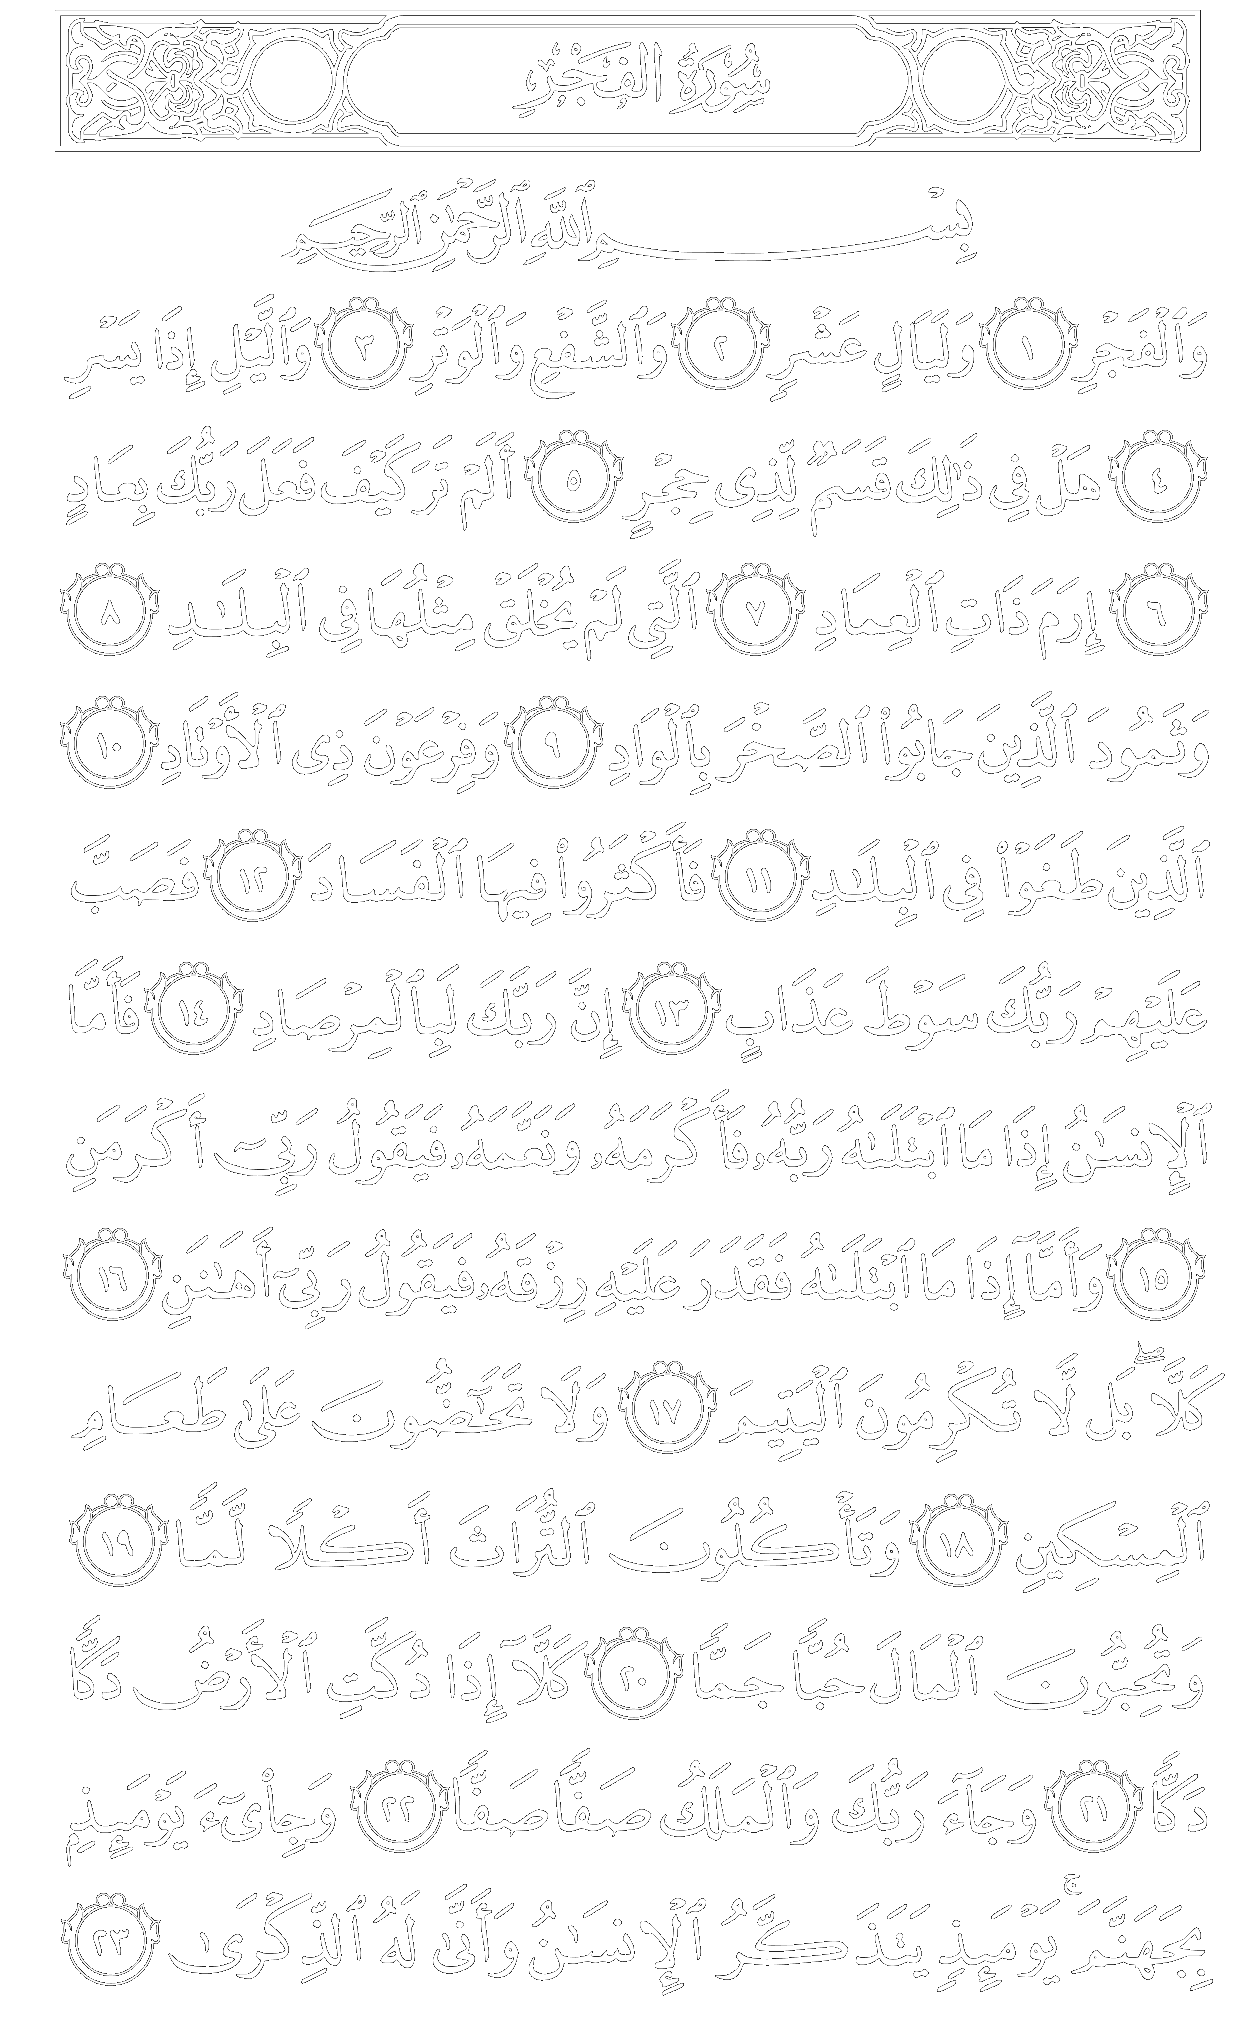 سُورَةُ الفَجْرِ
بِسْمِ ٱللَّهِ ٱلرَّحْمَٰنِ ٱلرَّحِيمِ
وَٱلْفَجْرِ ١ وَلَيَالٍ عَشْرٍ ٢ وَٱلشَّفْعِ وَٱلْوَتْرِ ٣ وَٱلَّيْلِ إِذَا يَسْرِ
٤ هَلْ فِى ذَٰلِكَ قَسَمٌ لِّذِى حِجْرٍ ٥ أَلَمْ تَرَ كَيْفَ فَعَلَ رَبُّكَ بِعَادٍ
٦ إِرَمَ ذَاتِ ٱلْعِمَادِ ٧ ٱلَّتِى لَمْ يُخْلَقْ مِثْلُهَا فِى ٱلْبِلَٰدِ ٨
وَثَمُودَ ٱلَّذِينَ جَابُوا۟ ٱلصَّخْرَ بِٱلْوَادِ ٩ وَفِرْعَوْنَ ذِى ٱلْأَوْتَادِ ١٠
ٱلَّذِينَ طَغَوْا۟ فِى ٱلْبِلَٰدِ ١١ فَأَكْثَرُوا۟ فِيهَا ٱلْفَسَادَ ١٢ فَصَبَّ
عَلَيْهِمْ رَبُّكَ سَوْطَ عَذَابٍ ١٣ إِنَّ رَبَّكَ لَبِٱلْمِرْصَادِ ١٤ فَأَمَّا
ٱلْإِنسَٰنُ إِذَا مَا ٱبْتَلَىٰهُ رَبُّهُۥ فَأَكْرَمَهُۥ وَنَعَّمَهُۥ فَيَقُولُ رَبِّىٓ أَكْرَمَنِ
١٥ وَأَمَّآ إِذَا مَا ٱبْتَلَىٰهُ فَقَدَرَ عَلَيْهِ رِزْقَهُۥ فَيَقُولُ رَبِّىٓ أَهَٰنَنِ ١٦
كَلَّا ۖ بَل لَّا تُكْرِمُونَ ٱلْيَتِيمَ ١٧ وَلَا تَحَٰٓضُّونَ عَلَىٰ طَعَامِ
ٱلْمِسْكِينِ ١٨ وَتَأْكُلُونَ ٱلتُّرَاثَ أَكْلًا لَّمًّا ١٩
وَتُحِبُّونَ ٱلْمَالَ حُبًّا جَمًّا ٢٠ كَلَّآ إِذَا دُكَّتِ ٱلْأَرْضُ دَكًّا
دَكًّا ٢١ وَجَآءَ رَبُّكَ وَٱلْمَلَكُ صَفًّا صَفًّا ٢٢ وَجِا۟ىٓءَ يَوْمَئِذٍۭ
بِجَهَنَّمَ ۚ يَوْمَئِذٍ يَتَذَكَّرُ ٱلْإِنسَٰنُ وَأَنَّىٰ لَهُ ٱلذِّكْرَىٰ ٢٣